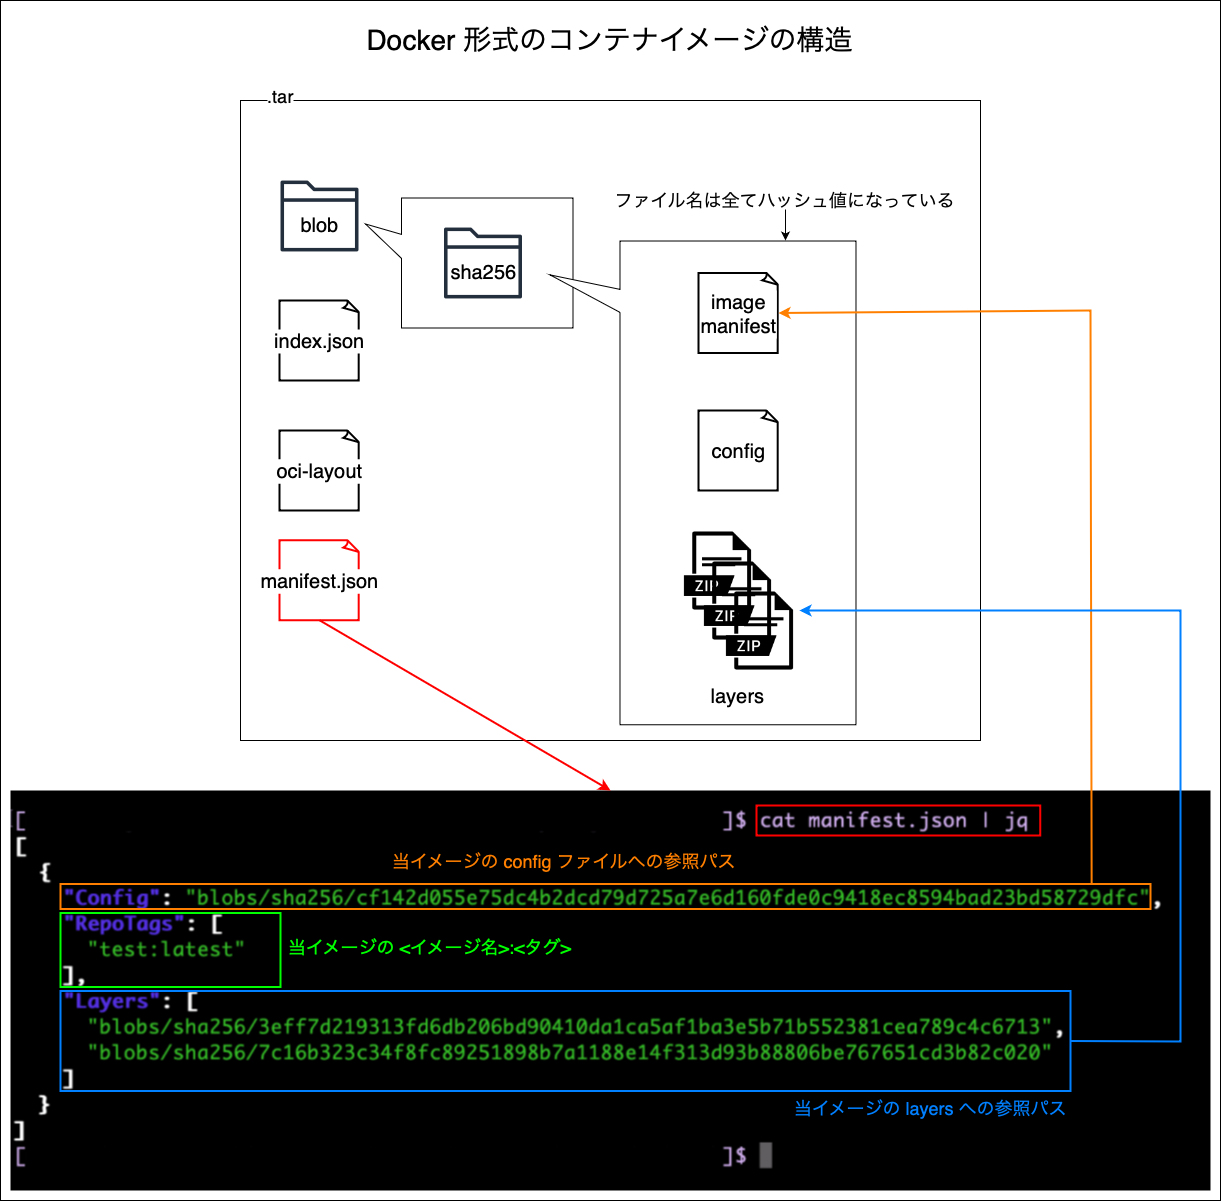 Docker 形式のコンテナイメージの構造
.tar
ファイル名は全てハッシュ値になっている
blob
sha256
image
manifest
index.json
config
oci-layout
manifest.json
ZIP
ZIP
ZIP
layers
[ ]$ cat manifest.json | jq
[
{
当イメージの config ファイルへの参照パス
"Config": "blobs/sha256/cf142d055e75dc4b2dcd79d725a7e6d160fde0c9418ec8594bad23bd58729dfc",
"RepoTags": [
"test:latest"
当イメージの <イメージ名>:<タグ>
],
"Layers": [
"blobs/sha256/3eff7d219313fd6db206bd90410da1ca5af1ba3e5b71b552381cea789c4c6713",
"blobs/sha256/7c16b323c34f8fc89251898b7a1188e14f313d93b88806be767651cd3b82c020"
]
}
当イメージの layers への参照パス
]
[ ]$